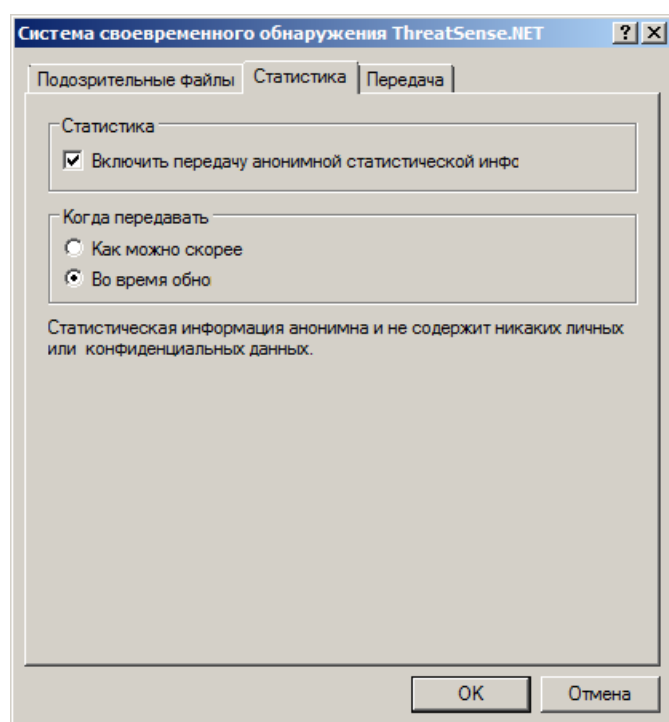 Система своевременного обнаружения ThreatSense.NET
Подозрительные файлы Статистика Передача
Статистика
Включить передачу анонимной статистической инфс
Когда передавать
Как можно скорее
Во время обно
Статистическая информация анонимна и не содержит никаких личных
или конфиденциальных данных.
OK Отмена